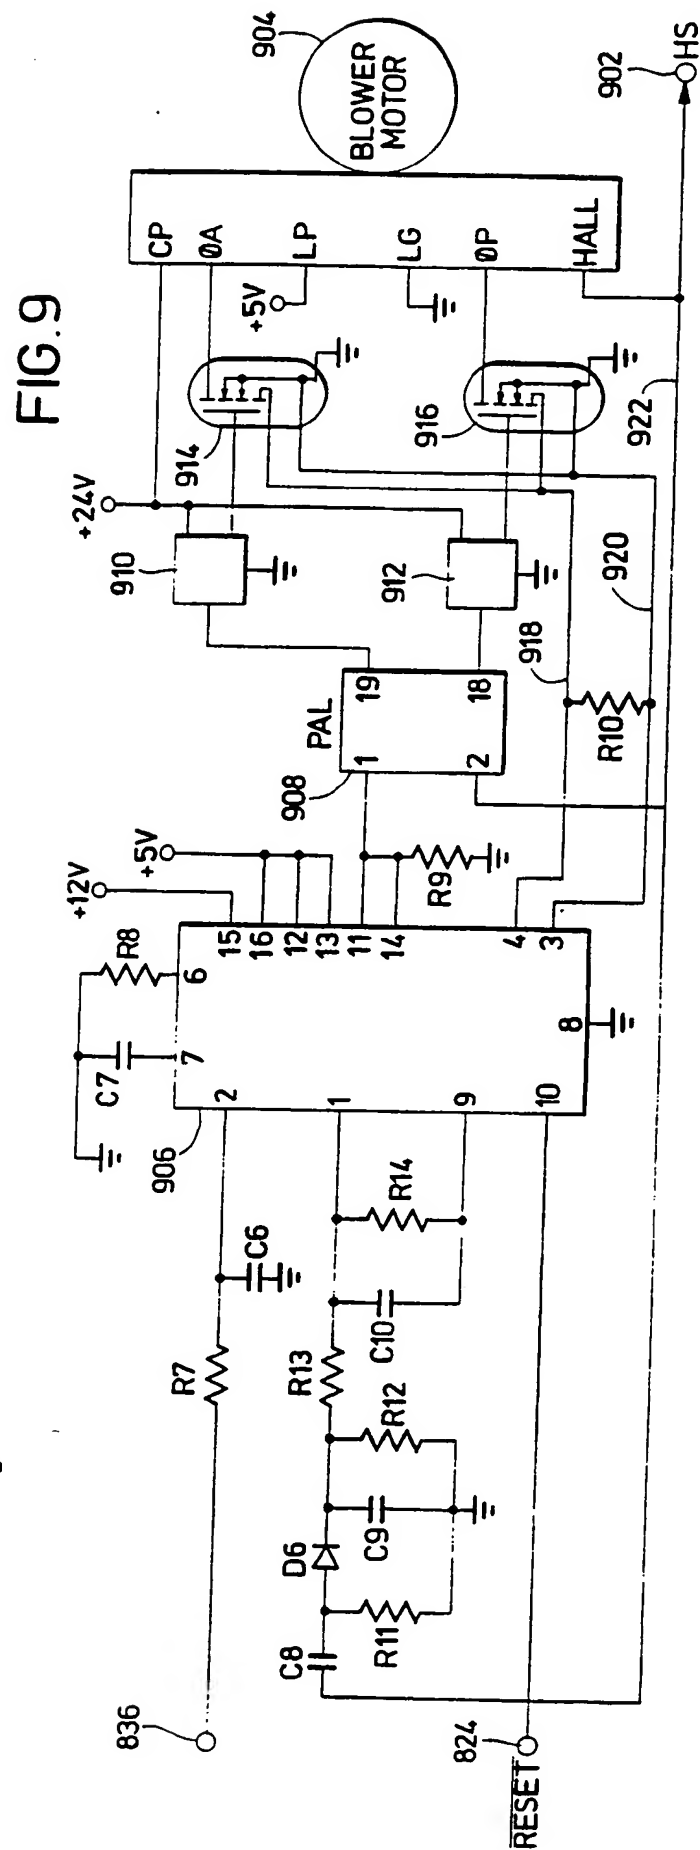 FIG.9
904
BLOWER
MOTOR
902
HS
CP
ØA
LP
LG
ØP
HALL
+5V
914
916
922
+24V
910
912
918
920
PAL
19
18
1
2
908
R10
+12V
+5V
R9
R8
C7
15
16
12
13
11
14
4
3
6
7
8
2
1
9
10
906
R14
C6
C10
R7
R13
R12
C9
D6
R11
C8
836
824
RESET